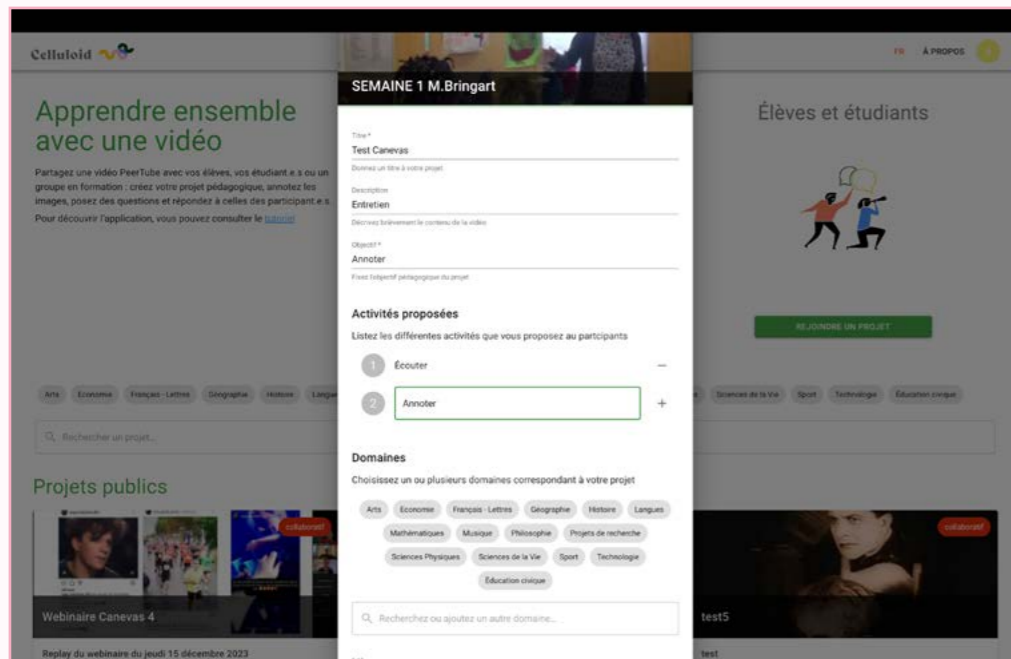 Celluloid
FR
À PROPOS
Apprendre ensemble
avec une vidéo
Partagez une vidéo PeerTube avec vos élèves, vos étudiant.e.s ou un
groupe en formation : créez votre projet pédagogique, annotez les
images, posez des questions et répondez à celles des participant.e.s.
Pour découvrir l'application, vous pouvez consulter le
Élèves et étudiants
REJOINDRE UN PROJET
SEMAINE 1 M.Bringart
Titre *
Test Canevas
Donnez un titre à votre projet
Description
Entretien
Décrivez brièvement le contenu de la vidéo
Objectif *
Annoter
Fixez l'objectif pédagogique du projet
Activités proposées
Listez les différentes activités que vous proposez au partcipants
1 Écouter −
2 Annoter +
Domaines
Choisissez un ou plusieurs domaines correspondant à votre projet
Arts Economie Français - Lettres Géographie Histoire Langues
Mathématiques Musique Philosophie Projets de recherche
Sciences Physiques Sciences de la Vie Sport Technologie
Éducation civique
Recherchez ou ajoutez un autre domaine...
Arts Economie Français - Lettres Géographie Histoire
Sciences de la Vie Sport Technologie Éducation civique
Rechercher un projet...
Projets publics
collaboratif
Webinaire Canevas 4
Replay du webinaire du jeudi 15 décembre 2023
collaboratif
test5
test